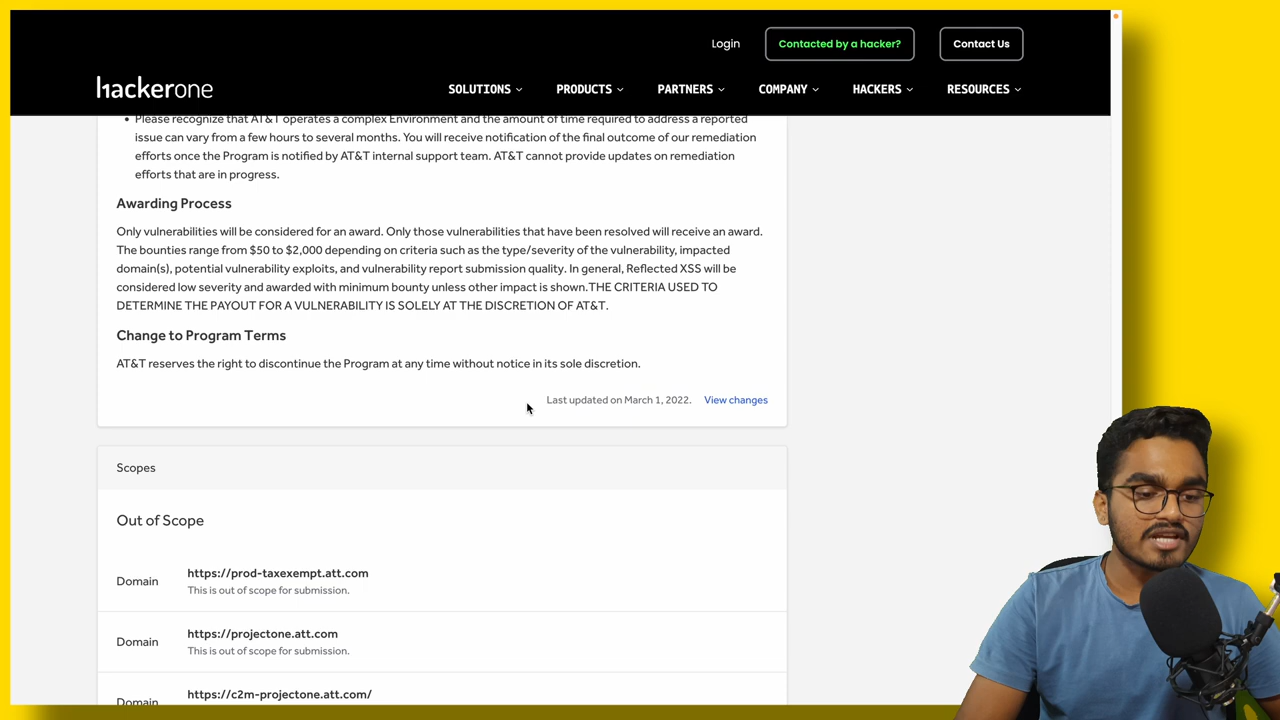 Login
Contacted by a hacker?
Contact Us
hackerone
SOLUTIONS
PRODUCTS
PARTNERS
COMPANY
HACKERS
RESOURCES
• Please recognize that AT&T operates a complex Environment and the amount of time required to address a reported
issue can vary from a few hours to several months. You will receive notification of the final outcome of our remediation
efforts once the Program is notified by AT&T internal support team. AT&T cannot provide updates on remediation
efforts that are in progress.
Awarding Process
Only vulnerabilities will be considered for an award. Only those vulnerabilities that have been resolved will receive an award.
The bounties range from $50 to $2,000 depending on criteria such as the type/severity of the vulnerability, impacted
domain(s), potential vulnerability exploits, and vulnerability report submission quality. In general, Reflected XSS will be
considered low severity and awarded with minimum bounty unless other impact is shown.THE CRITERIA USED TO
DETERMINE THE PAYOUT FOR A VULNERABILITY IS SOLELY AT THE DISCRETION OF AT&T.
Change to Program Terms
AT&T reserves the right to discontinue the Program at any time without notice in its sole discretion.
Last updated on March 1, 2022. View changes
Scopes
Out of Scope
Domain
https://prod-taxexempt.att.com
This is out of scope for submission.
Domain
https://projectone.att.com
This is out of scope for submission.
Domain
https://c2m-projectone.att.com/